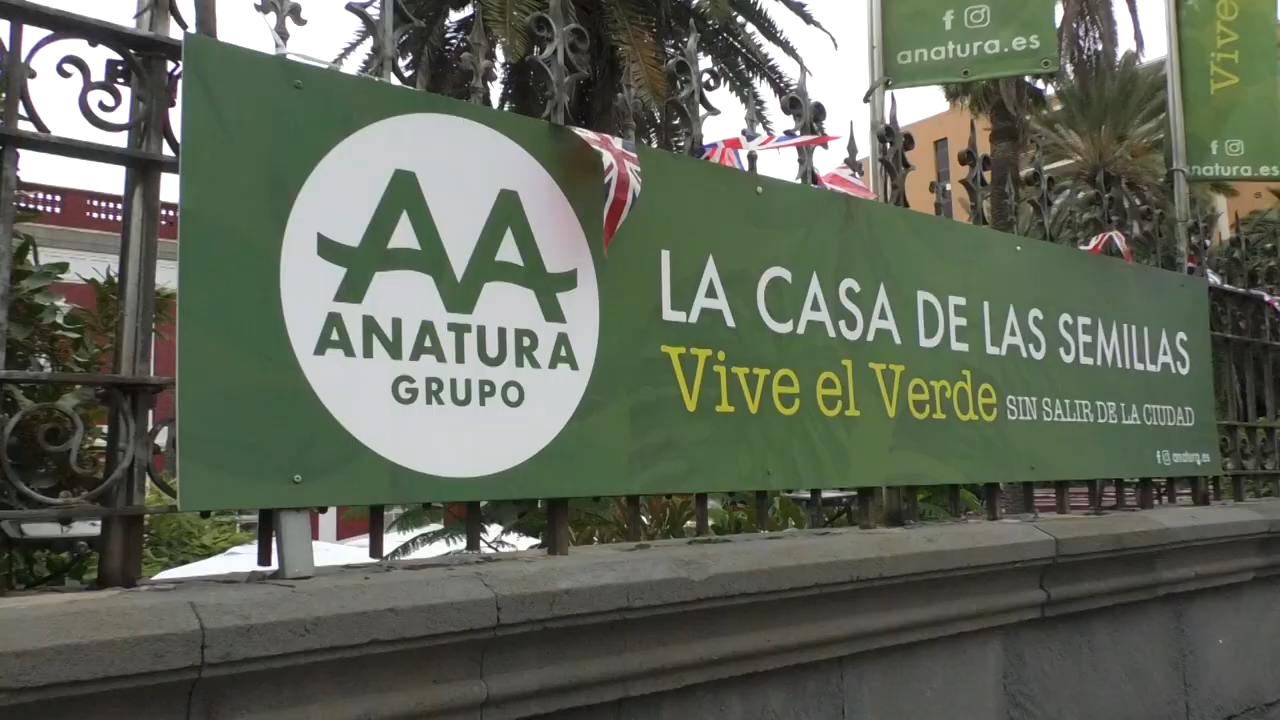 anatura.es
Vive
anatura.es
AA
ANATURA
GRUPO
LA CASA DE LAS SEMILLAS
Vive el Verde SIN SALIR DE LA CIUDAD
anatura.es